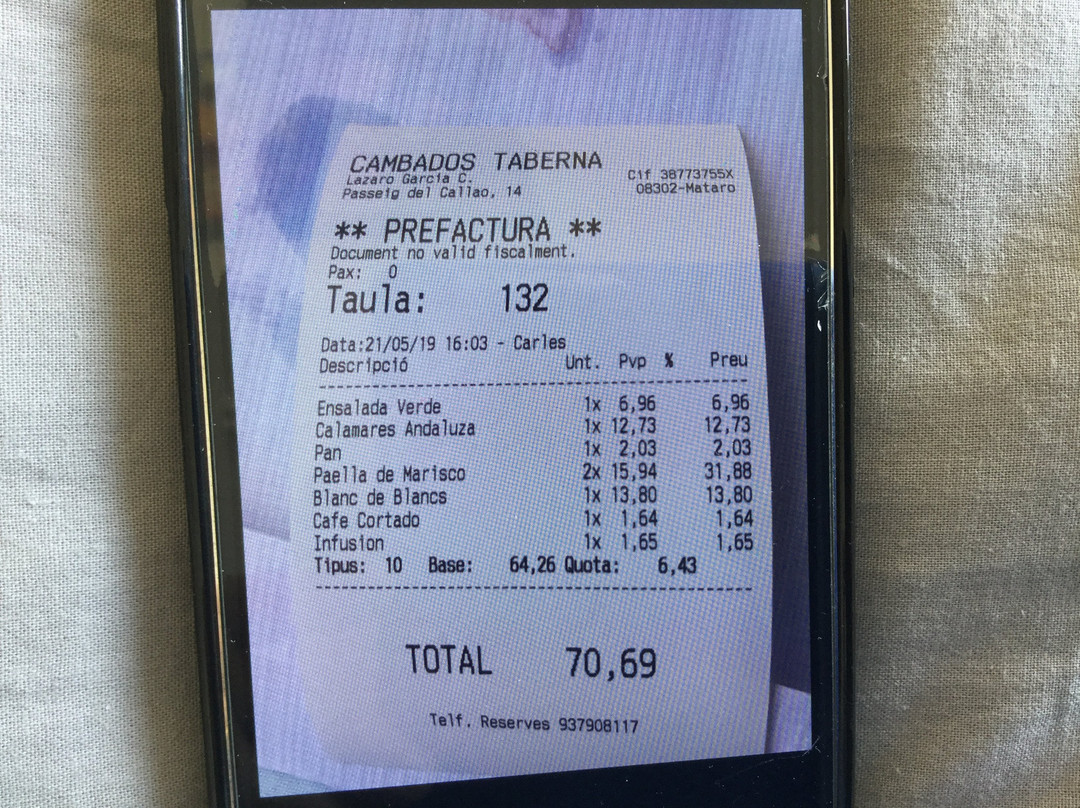 CAMBADOS TABERNA
Lazaro Garcia C. Cif 38773755X
Passeig del Callao, 14 08302-Mataro
** PREFACTURA **
Document no valid fiscalment.
Pax: 0
Taula: 132
Data:21/05/19 16:03 - Carles
Descripció Unt. Pvp % Preu
Ensalada Verde 1x 6,96 6,96
Calamares Andaluza 1x 12,73 12,73
Pan 1x 2,03 2,03
Paella de Marisco 2x 15,94 31,88
Blanc de Blancs 1x 13,80 13,80
Cafe Cortado 1x 1,64 1,64
Infusion 1x 1,65 1,65
Tipus: 10 Base: 64,26 Quota: 6,43
TOTAL 70,69
Telf. Reserves 937908117